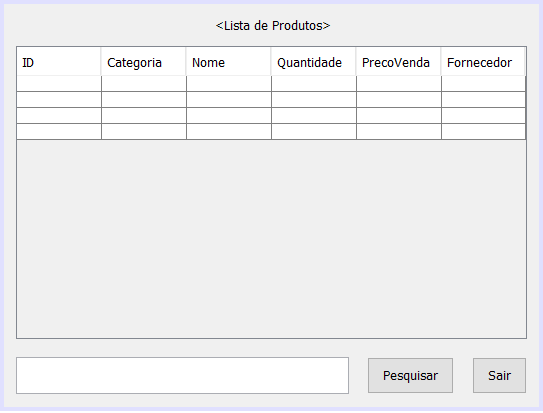 <Lista de Produtos>
ID Categoria Nome Quantidade PrecoVenda Fornecedor
Pesquisar Sair